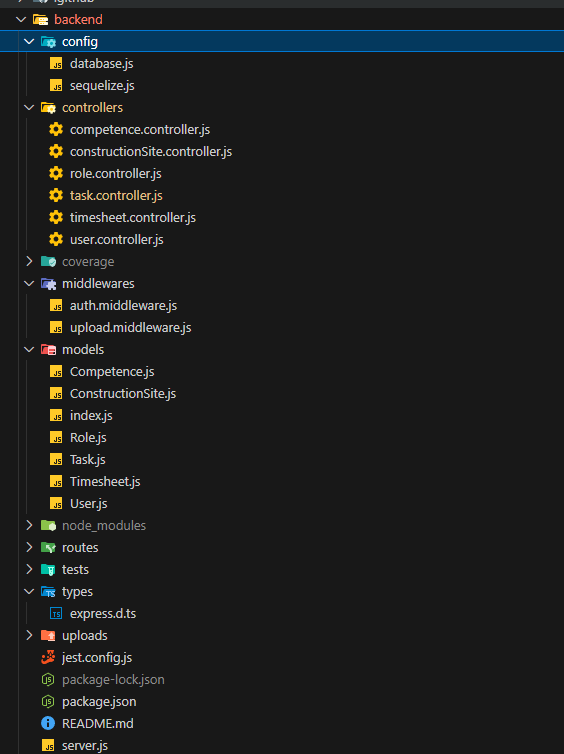 backend
config
database.js
sequelize.js
controllers
competence.controller.js
constructionSite.controller.js
role.controller.js
task.controller.js
timesheet.controller.js
user.controller.js
coverage
middlewares
auth.middleware.js
upload.middleware.js
models
Competence.js
ConstructionSite.js
index.js
Role.js
Task.js
Timesheet.js
User.js
node_modules
routes
tests
types
express.d.ts
uploads
jest.config.js
package-lock.json
package.json
README.md
server.js